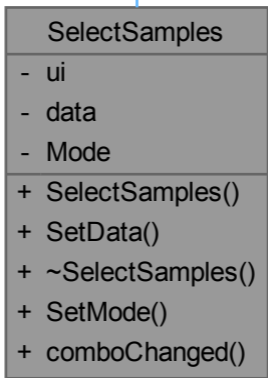 SelectSamples
- ui
- data
- Mode
+ SelectSamples()
+ SetData()
+ ~SelectSamples()
+ SetMode()
+ comboChanged()